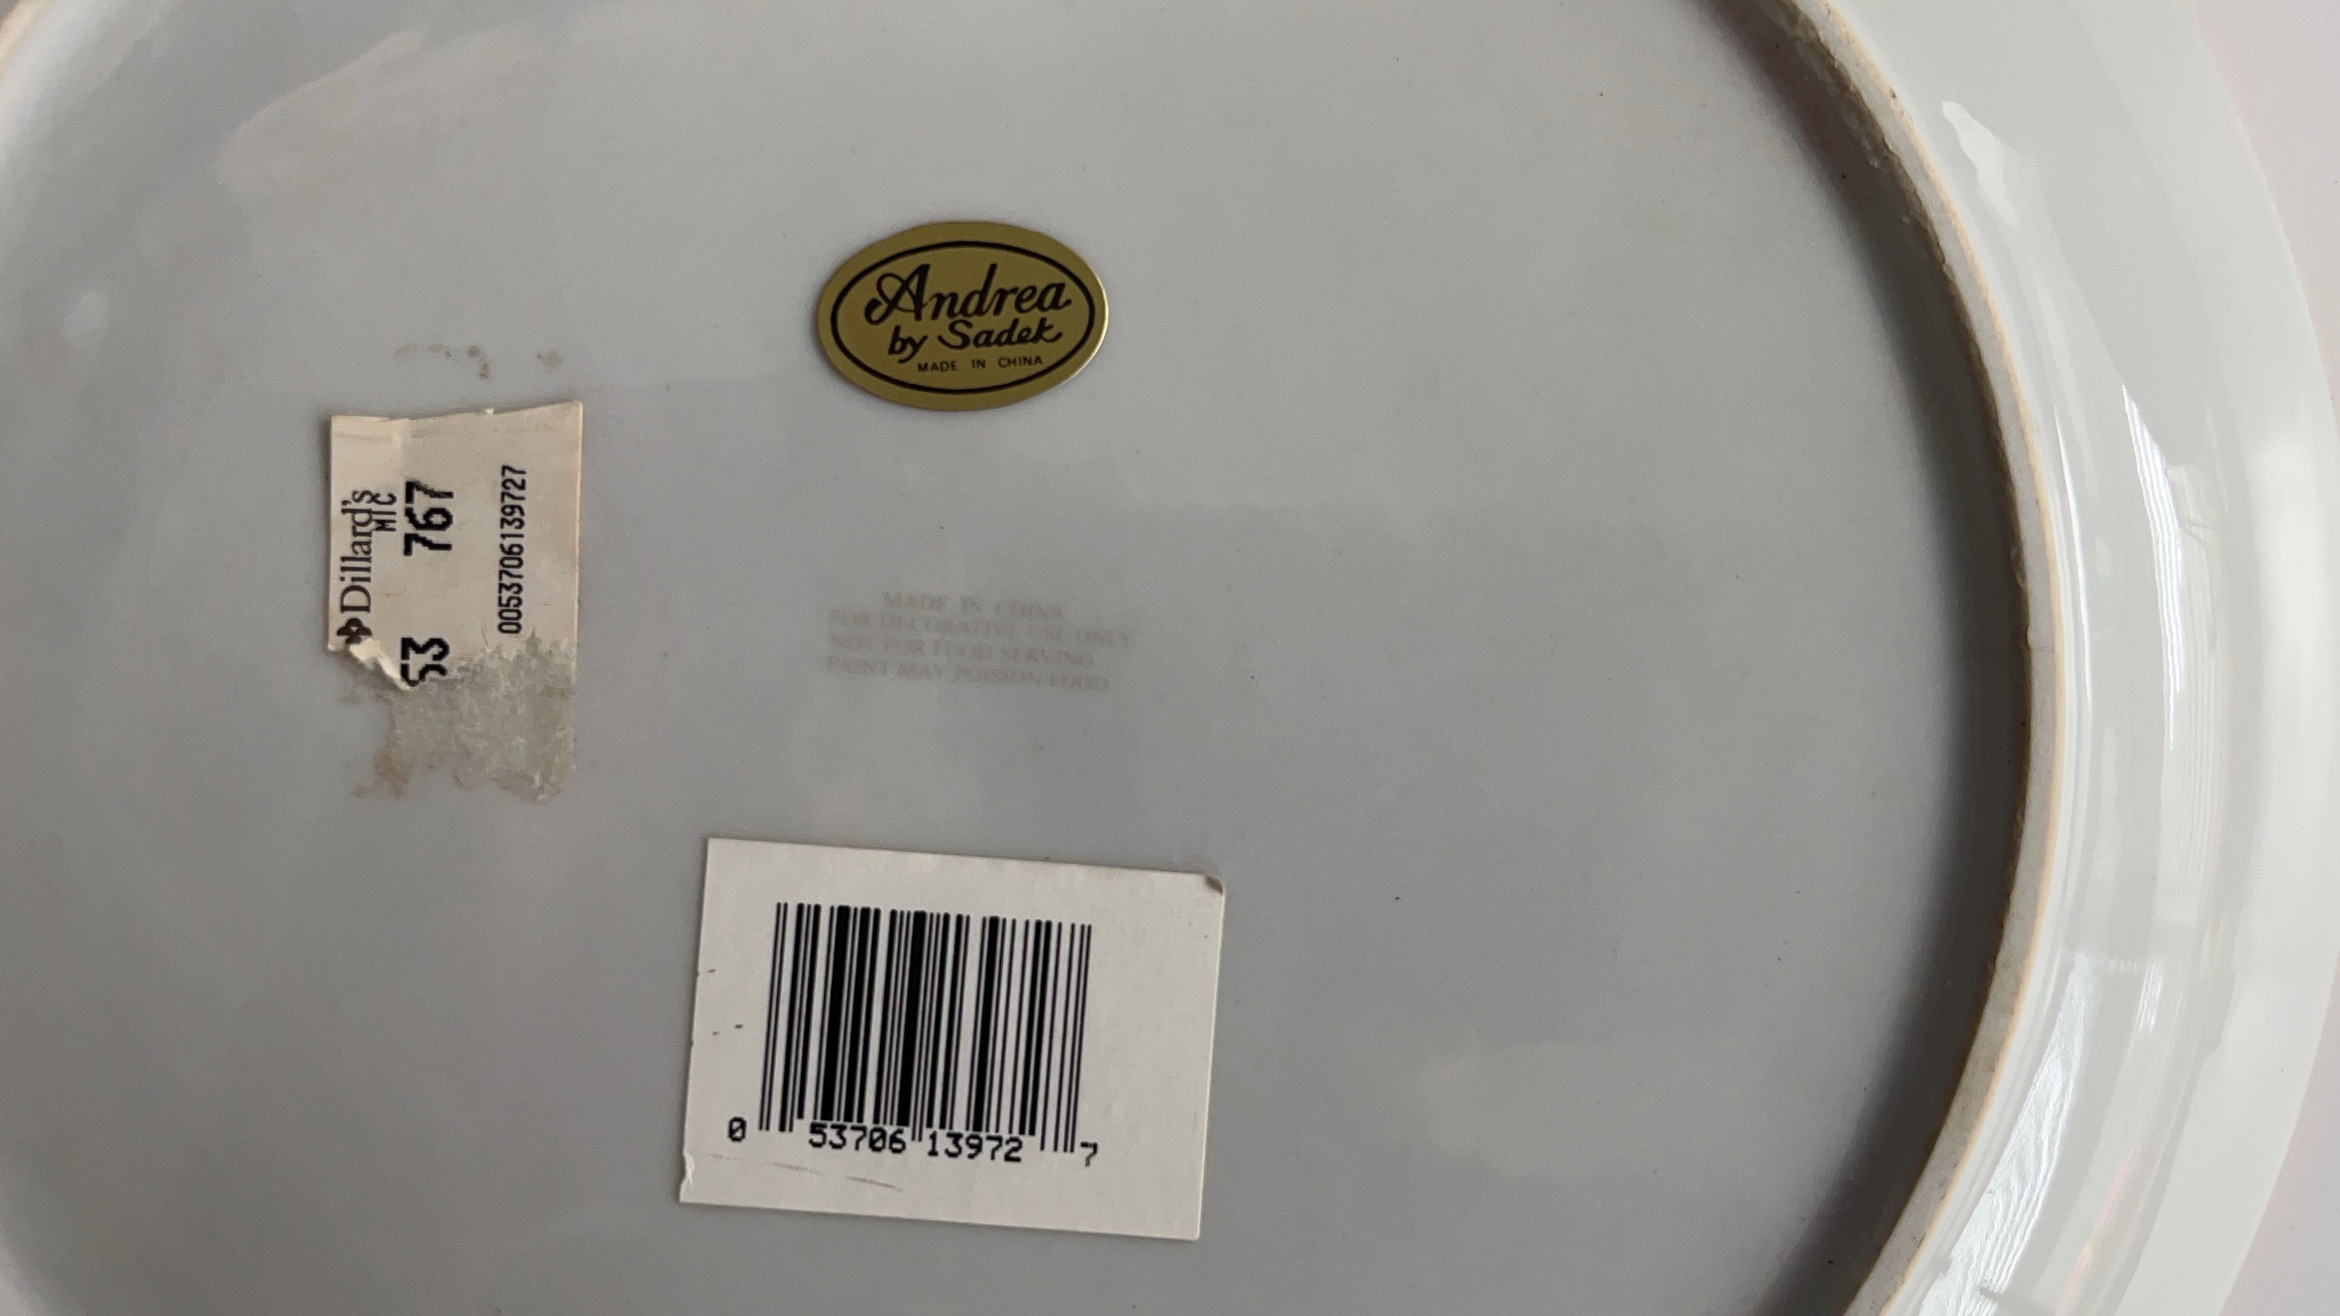 Andrea
by Sadek
MADE IN CHINA
Dillard's
MIC
53 767
0053706139727
MADE IN CHINA
FOR DECORATIVE USE ONLY
NOT FOR FOOD SERVING
PAINT MAY POISON FOOD
0 53706 13972 7